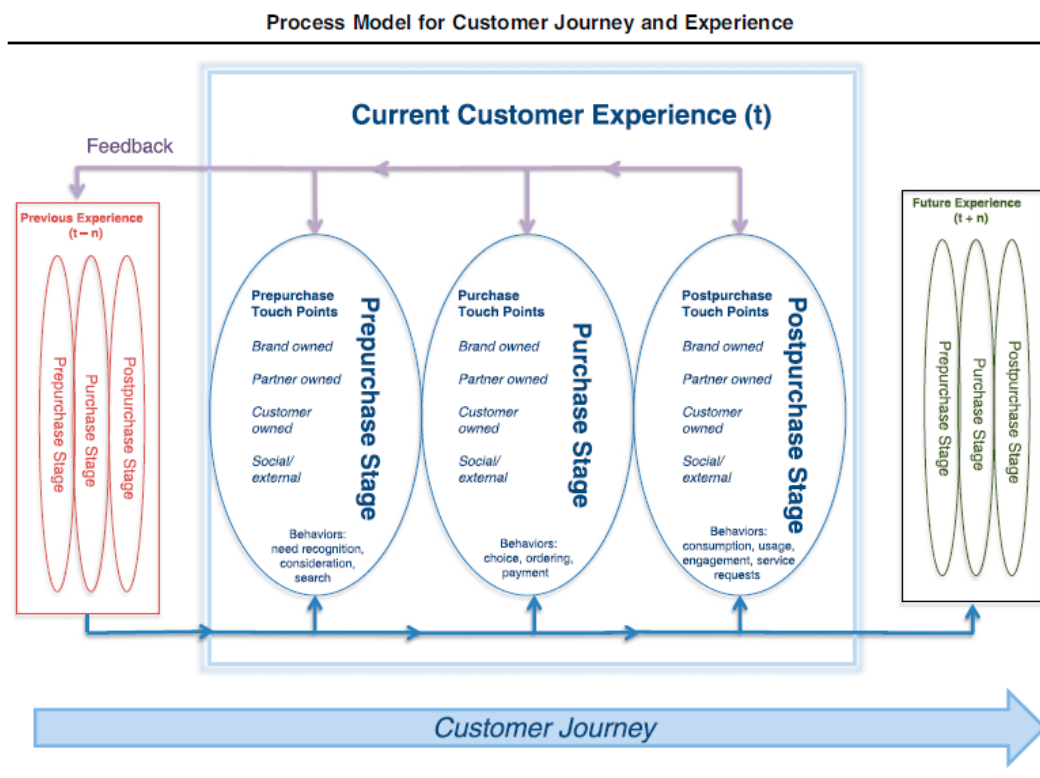 Process Model for Customer Journey and Experience
Current Customer Experience (t)
Feedback
Previous Experience
(t – n)
Prepurchase Stage
Purchase Stage
Postpurchase Stage
Prepurchase
Touch Points
Brand owned
Partner owned
Customer
owned
Social/
external
Prepurchase Stage
Behaviors:
need recognition,
consideration,
search
Purchase
Touch Points
Brand owned
Partner owned
Customer
owned
Social/
external
Purchase Stage
Behaviors:
choice, ordering,
payment
Postpurchase
Touch Points
Brand owned
Partner owned
Customer
owned
Social/
external
Postpurchase Stage
Behaviors:
consumption, usage,
engagement, service
requests
Future Experience
(t + n)
Prepurchase Stage
Purchase Stage
Postpurchase Stage
Customer Journey